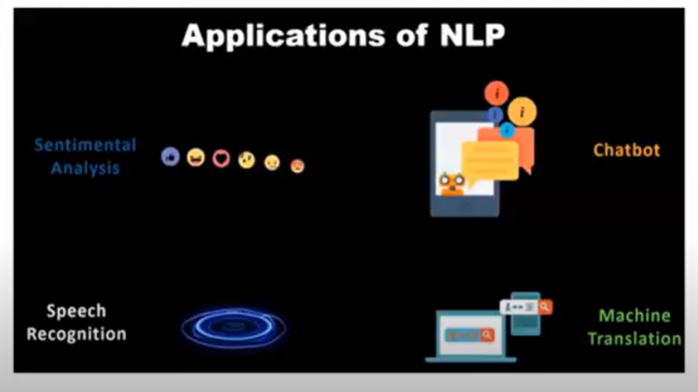 Applications of NLP
Sentimental
Analysis
Chatbot
Speech
Recognition
Machine
Translation